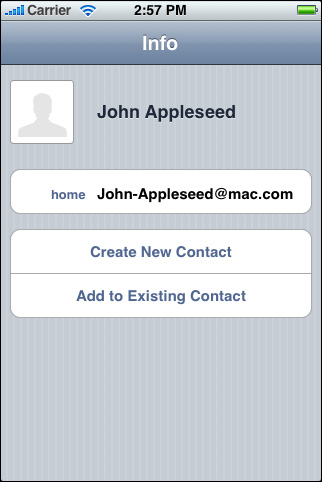 Carrier 2:57 PM
Info
John Appleseed
home John-Appleseed@mac.com
Create New Contact
Add to Existing Contact